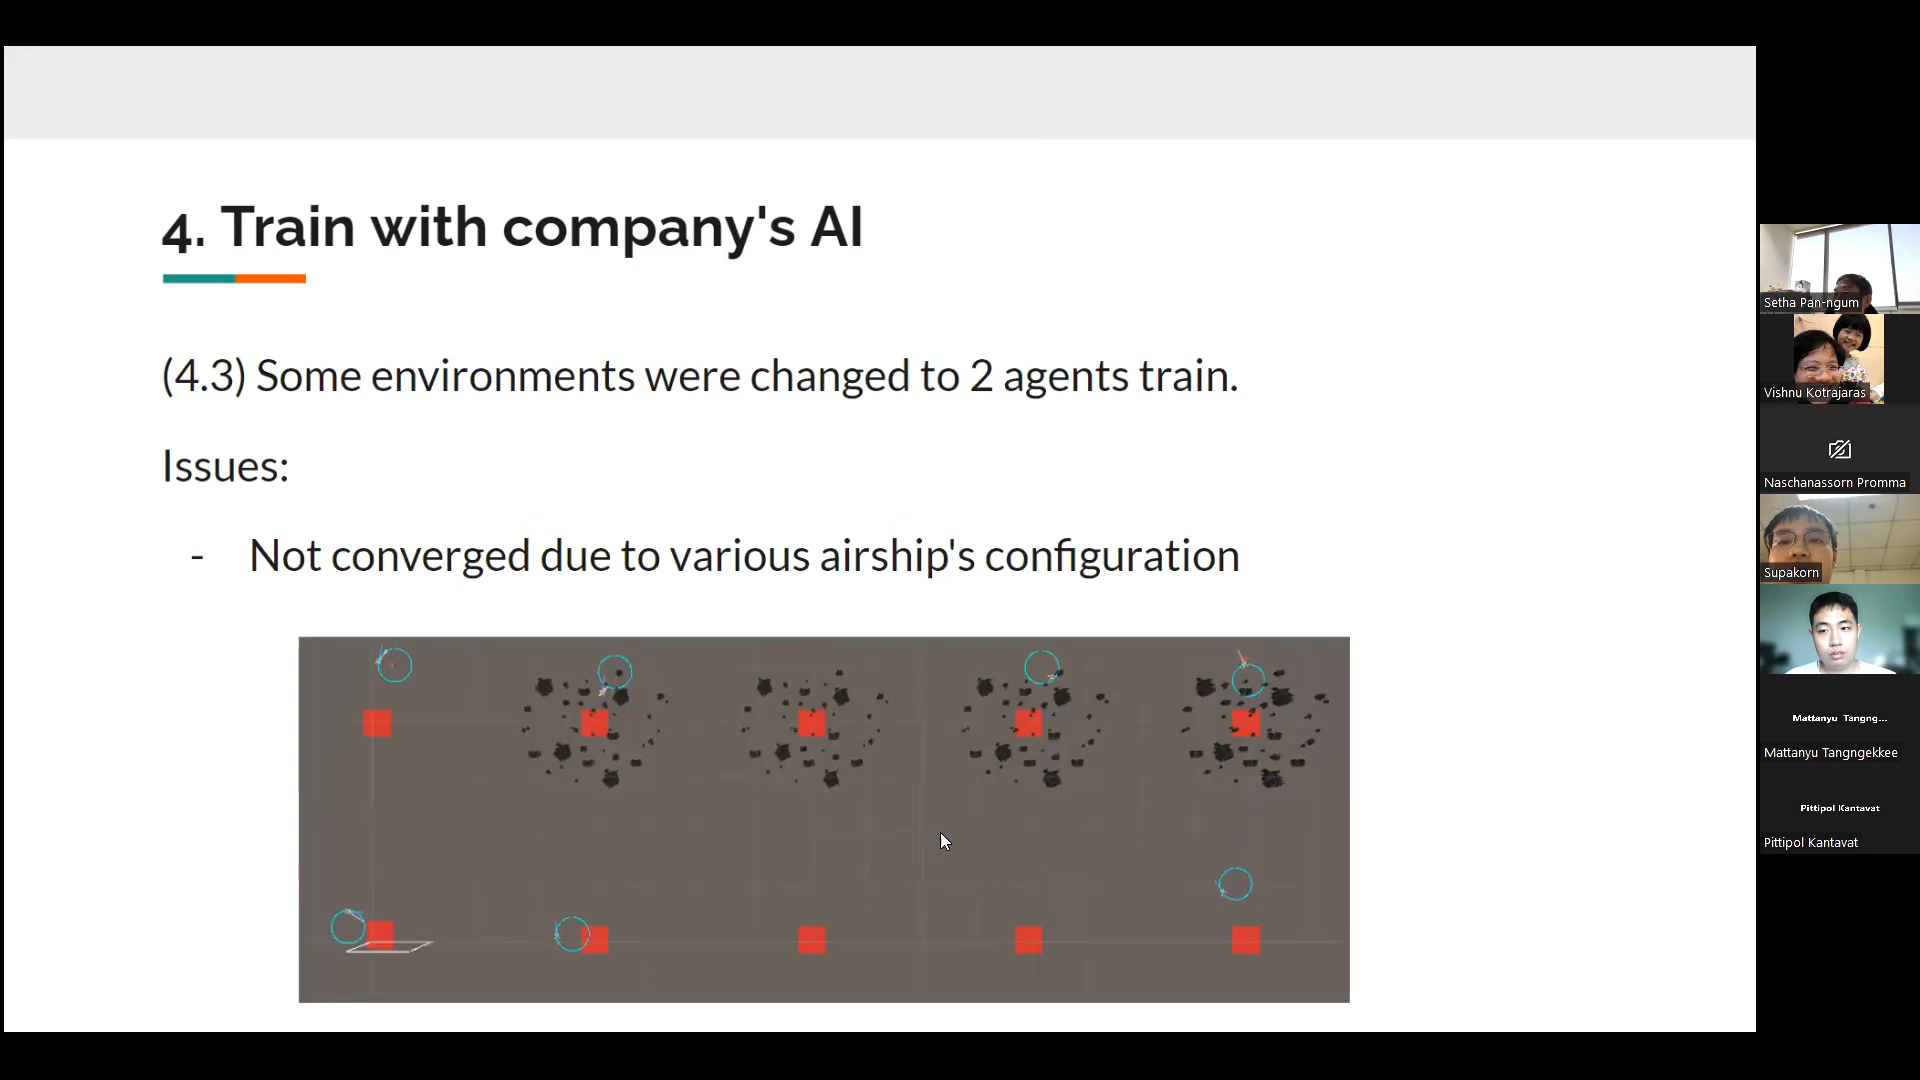 4. Train with company's AI
(4.3) Some environments were changed to 2 agents train.
Issues:
- Not converged due to various airship's configuration
Setha Pan-ngum
Vishnu Kotrajaras
Naschanassorn Promma
Supakorn
Mattanyu Tangng...
Mattanyu Tangngekkee
Pittipol Kantavat
Pittipol Kantavat